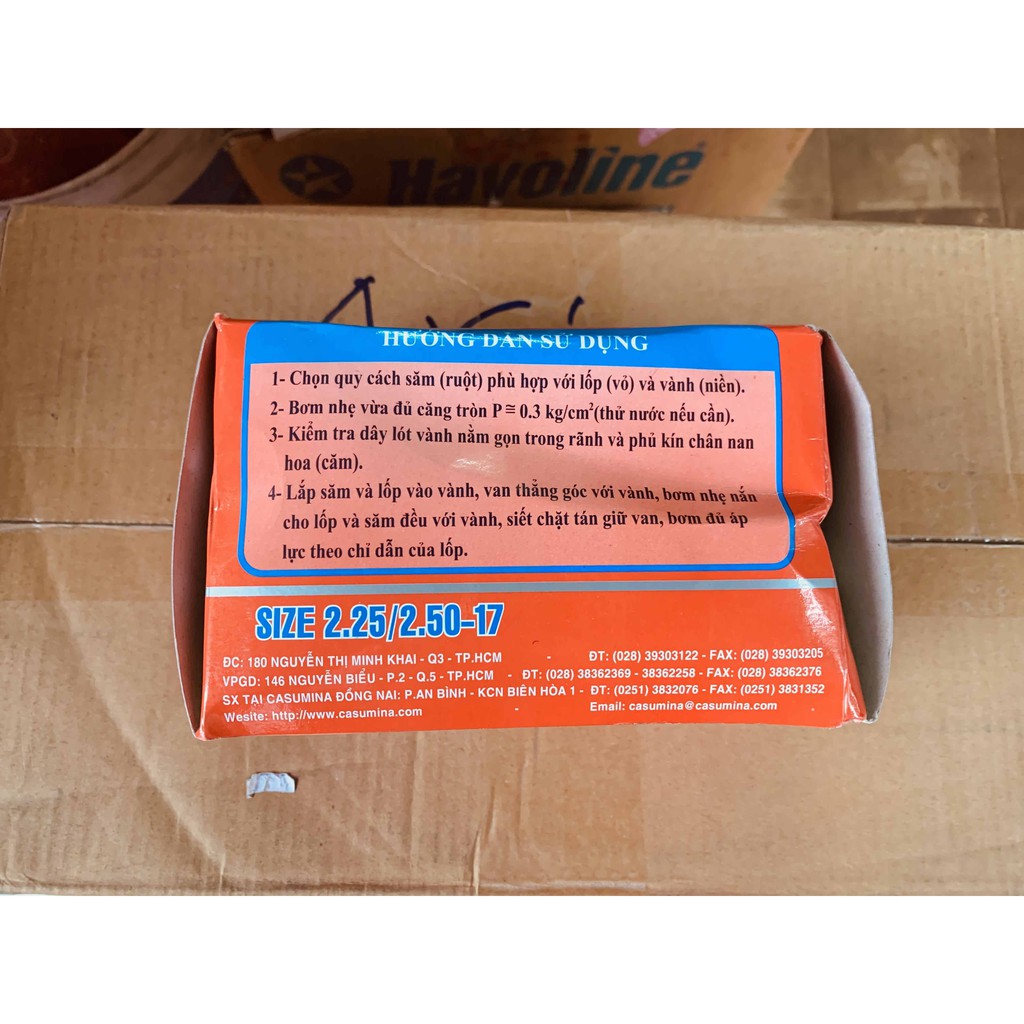 Havoline
HƯỚNG DẪN SỬ DỤNG
1- Chọn quy cách săm (ruột) phù hợp với lốp (vỏ) và vành (niền).
2- Bơm nhẹ vừa đủ căng tròn P ≅ 0.3 kg/cm²(thử nước nếu cần).
3- Kiểm tra dây lót vành nằm gọn trong rãnh và phủ kín chân nan
hoa (căm).
4- Lắp săm và lốp vào vành, van thẳng góc với vành, bơm nhẹ nắn
cho lốp và săm đều với vành, siết chặt tán giữ van, bơm đủ áp
lực theo chỉ dẫn của lốp.
SIZE 2.25/2.50-17
ĐC: 180 NGUYỄN THỊ MINH KHAI - Q3 - TP.HCM - ĐT: (028) 39303122 - FAX: (028) 39303205
VPGD: 146 NGUYỄN BIỂU - P.2 - Q.5 - TP.HCM - ĐT: (028) 38362369 - 38362258 - FAX: (028) 38362376
SX TẠI CASUMINA ĐỒNG NAI: P.AN BÌNH - KCN BIÊN HÒA 1 - ĐT: (0251) 3832076 - FAX: (0251) 3831352
Wesite: http://www.casumina.com - Email: casumina@casumina.com